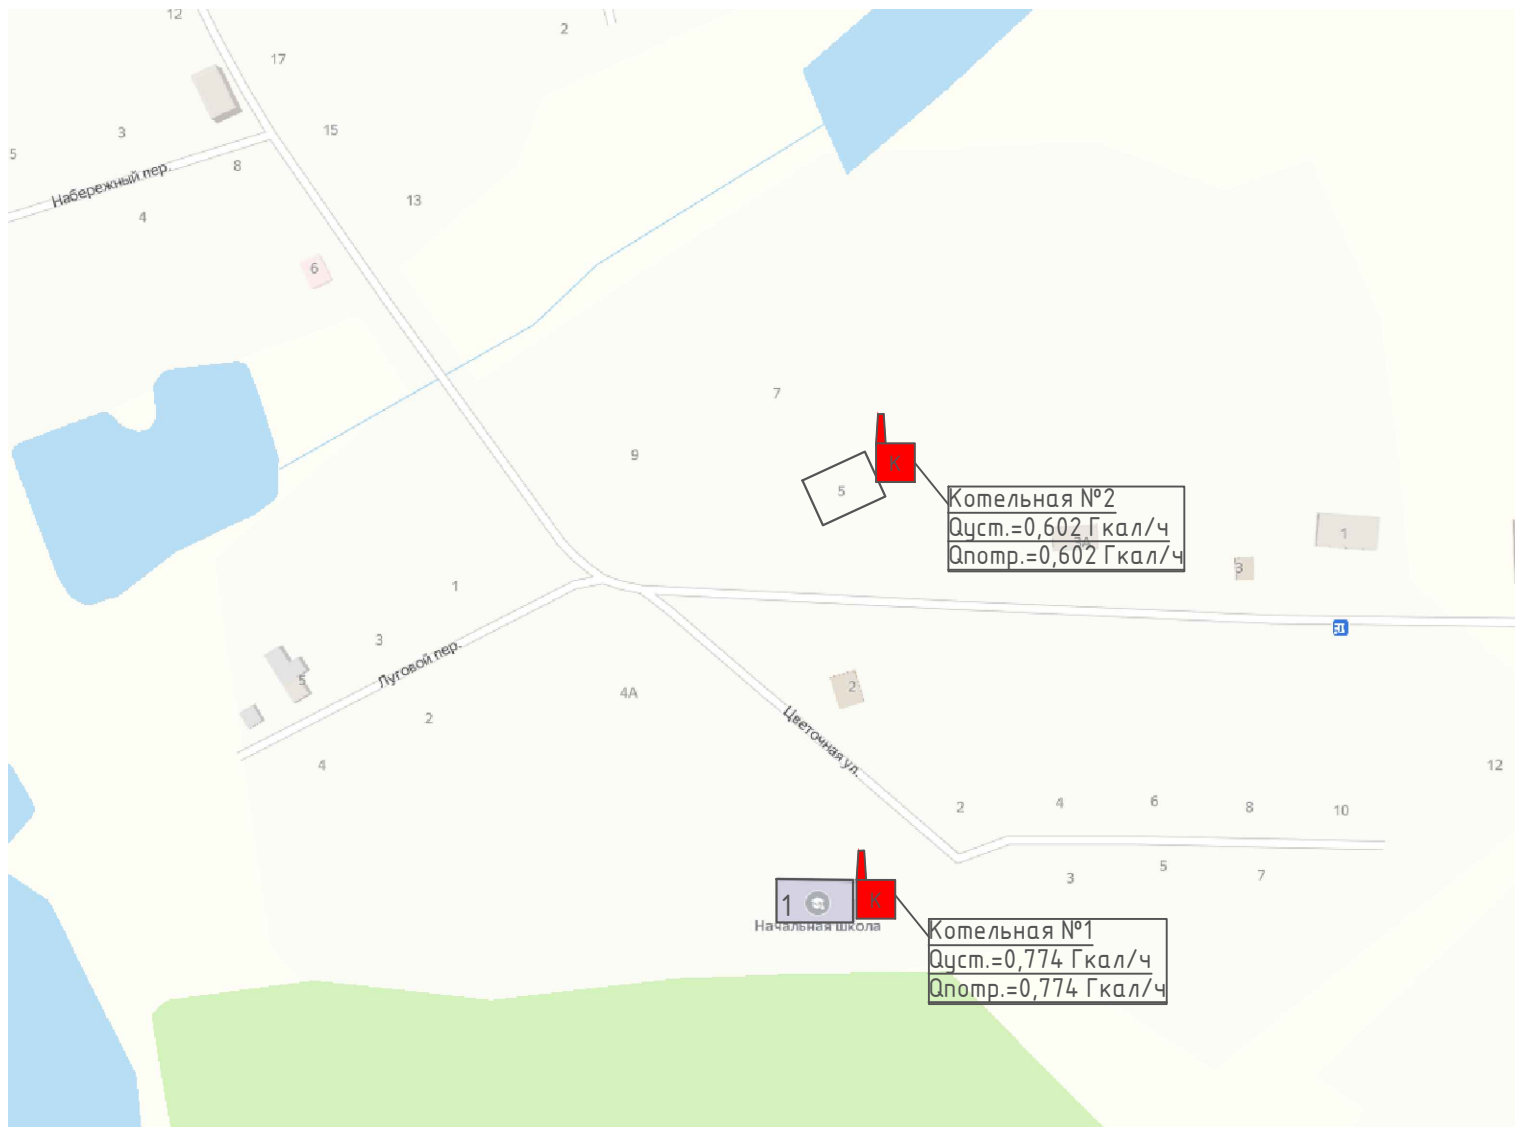 12
2
17
3
15
5
8
Набережный пер.
13
4
6
7
9
К
5
Котельная №2
Qуст.=0,602 Гкал/ч
Qпотр.=0,602 Гкал/ч
3А
1
3
1
3
Луговой пер.
5
4А
2
2
Цветочная ул.
4
12
2
4
6
8
10
3
5
7
1
К
Начальная школа
Котельная №1
Qуст.=0,774 Гкал/ч
Qпотр.=0,774 Гкал/ч